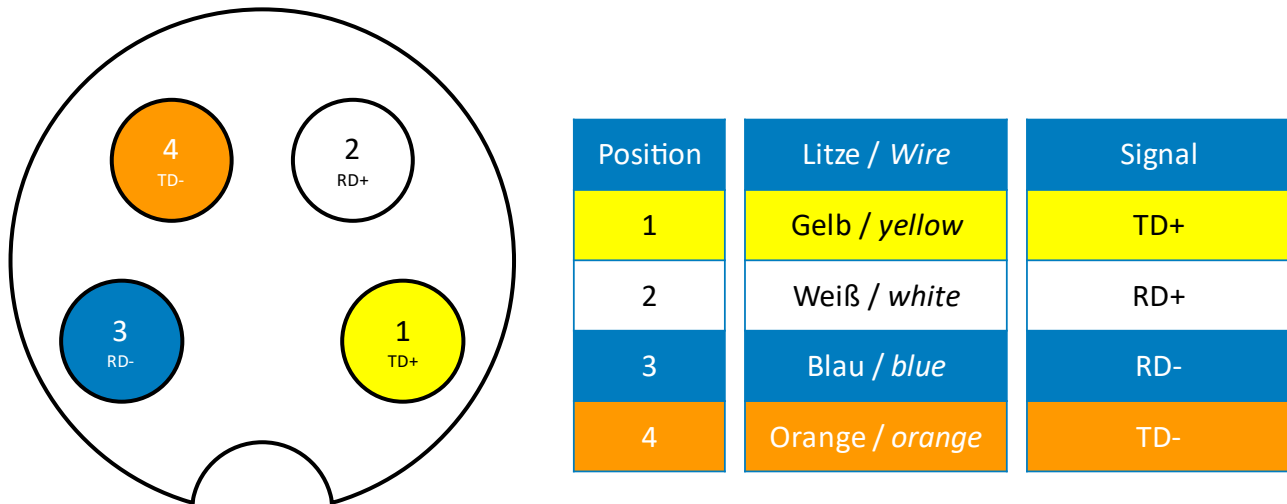 4
TD-
2
RD+
3
RD-
1
TD+
Position Litze / Wire Signal
1 Gelb / yellow TD+
2 Weiß / white RD+
3 Blau / blue RD-
4 Orange / orange TD-